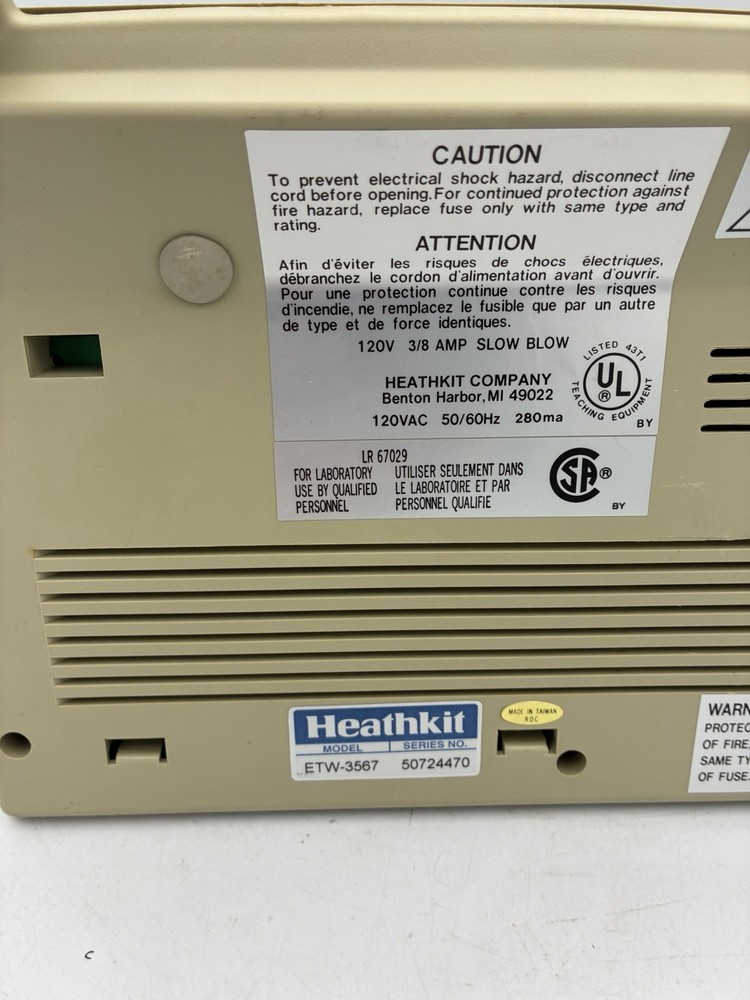 CAUTION
To prevent electrical shock hazard, disconnect line
cord before opening.For continued protection against
fire hazard, replace fuse only with same type and
rating.
ATTENTION
Afin d'éviter les risques de chocs électriques,
débranchez le cordon d'alimentation avant d'ouvrir.
Pour une protection continue contre les risques
d'incendie, ne remplacez le fusible que par un autre
de type et de force identiques.
120V 3/8 AMP SLOW BLOW
LISTED 43T1
UL
®
TEACHING EQUIPMENT
BY
HEATHKIT COMPANY
Benton Harbor, MI 49022
120VAC 50/60Hz 280ma
LR 67029
FOR LABORATORY
USE BY QUALIFIED
PERSONNEL
UTILISER SEULEMENT DANS
LE LABORATOIRE ET PAR
PERSONNEL QUALIFIE
CSA ®
BY
MADE IN TAIWAN
ROC
Heathkit
MODEL SERIES NO.
ETW-3567 50724470
WARN
PROTEC
OF FIRE
SAME TY
OF FUSE